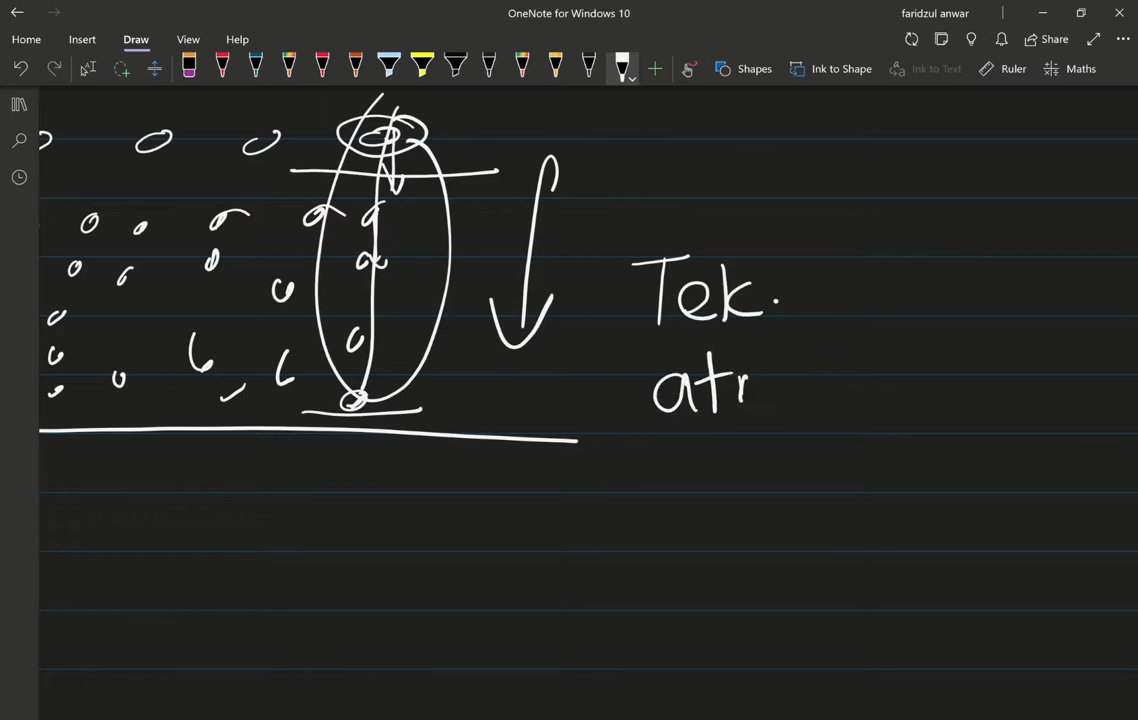 OneNote for Windows 10
faridzul anwar
Home Insert Draw View Help
Share
Shapes Ink to Shape Ink to Text Ruler Maths
Tek.
atr